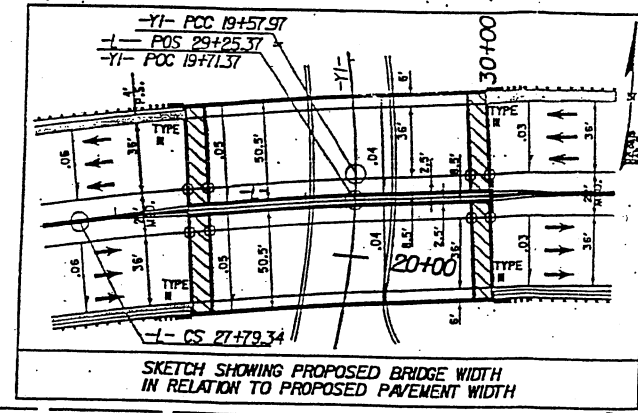 -Y1- PCC 19+57.97
-L- POS 29+25.37
-Y1- POC 19+71.37
-Y1-
30+00
4'
P.S.
6'
TYPE
III
TYPE
III
.06
36'
.05
50.5'
.04
36'
2.5'
8.5'
.03
36'
-L-
MED.
MED.
.06
36'
.05
50.5'
.04
8.5'
2.5'
36'
.03
36'
20+00
TYPE
III
TYPE
III
6'
-L- CS 27+79.34
SKETCH SHOWING PROPOSED BRIDGE WIDTH
IN RELATION TO PROPOSED PAVEMENT WIDTH